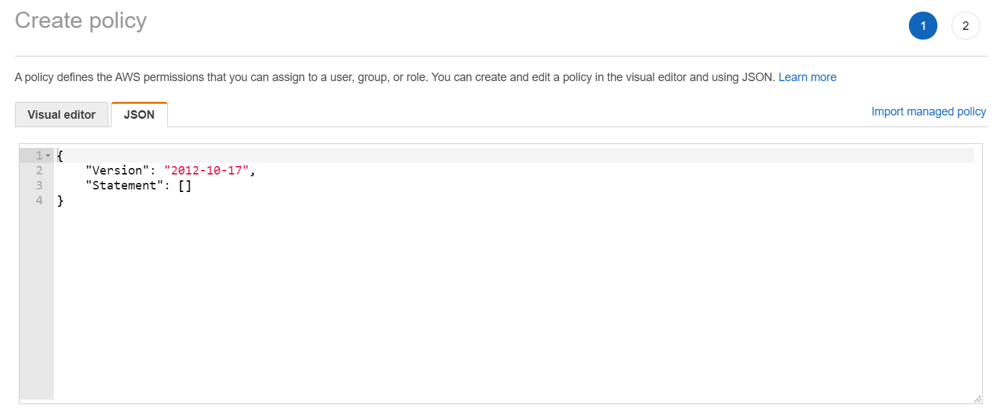 Create policy
1 2
A policy defines the AWS permissions that you can assign to a user, group, or role. You can create and edit a policy in the visual editor and using JSON. Learn more
Visual editor JSON Import managed policy
1 {
2 "Version": "2012-10-17",
3 "Statement": []
4 }